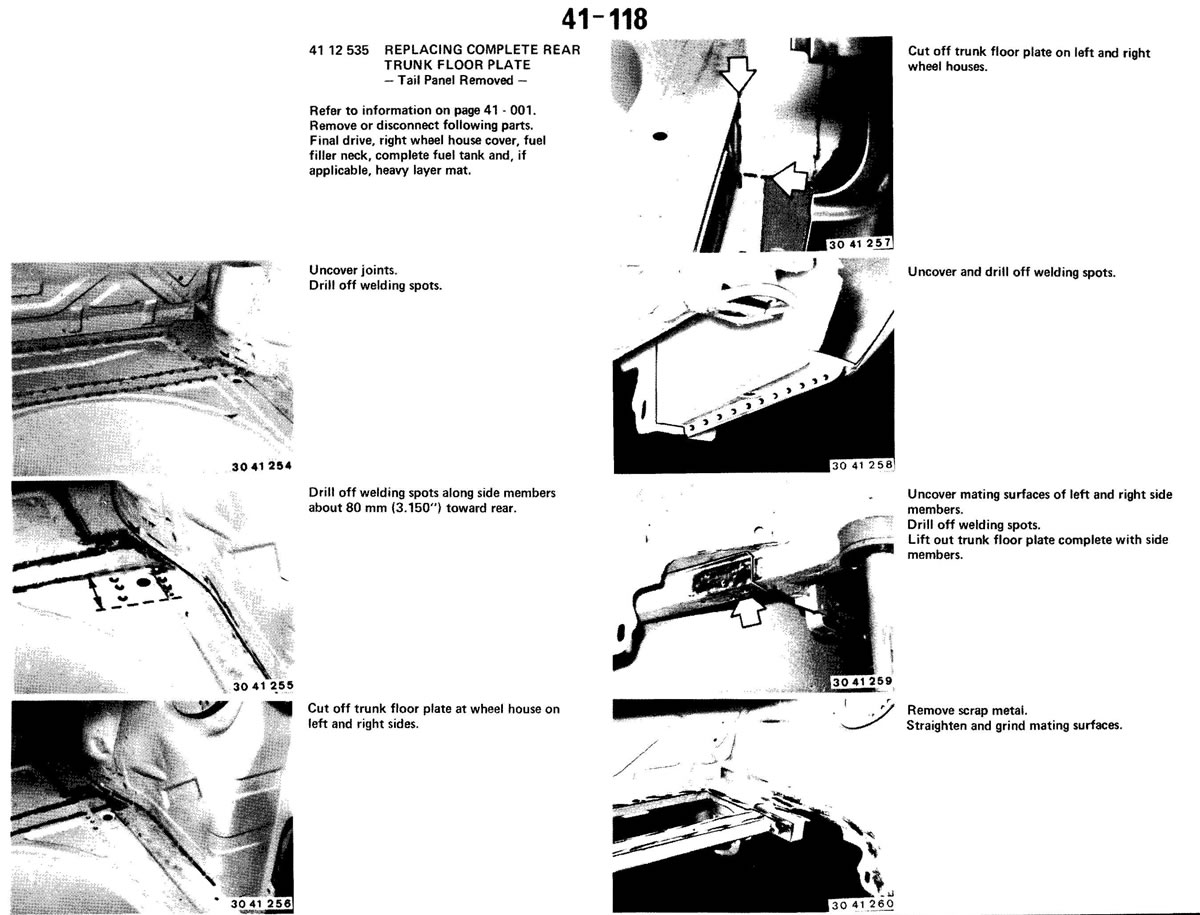 41-118
41 12 535 REPLACING COMPLETE REAR
TRUNK FLOOR PLATE
— Tail Panel Removed —
Refer to information on page 41 - 001.
Remove or disconnect following parts.
Final drive, right wheel house cover, fuel
filler neck, complete fuel tank and, if
applicable, heavy layer mat.
Uncover joints.
Drill off welding spots.
30 41 254
Drill off welding spots along side members
about 80 mm (3.150") toward rear.
30 41 255
Cut off trunk floor plate at wheel house on
left and right sides.
30 41 256
Cut off trunk floor plate on left and right
wheel houses.
30 41 257
Uncover and drill off welding spots.
30 41 258
Uncover mating surfaces of left and right side
members.
Drill off welding spots.
Lift out trunk floor plate complete with side
members.
30 41 259
Remove scrap metal.
Straighten and grind mating surfaces.
30 41 260